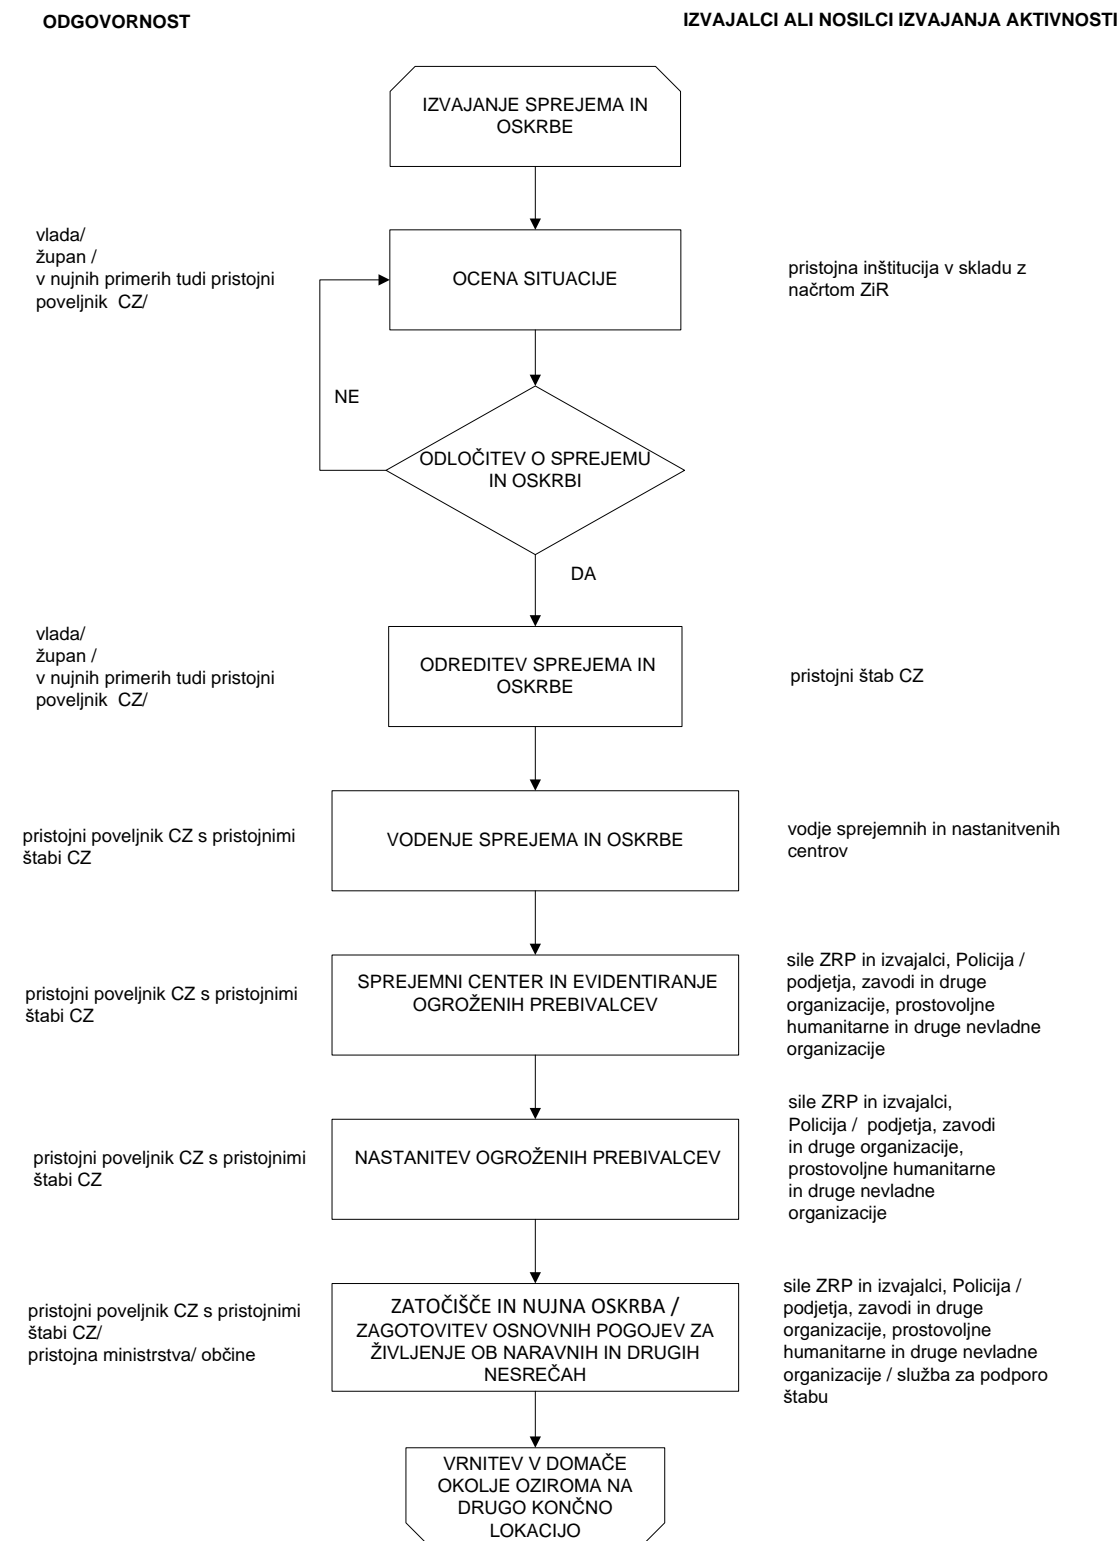 ODGOVORNOST
IZVAJALCI ALI NOSILCI IZVAJANJA AKTIVNOSTI
IZVAJANJE SPREJEMA IN
OSKRBE
vlada/
župan /
v nujnih primerih tudi pristojni
poveljnik CZ/
OCENA SITUACIJE
pristojna inštitucija v skladu z
načrtom ZiR
NE
ODLOČITEV O SPREJEMU
IN OSKRBI
DA
vlada/
župan /
v nujnih primerih tudi pristojni
poveljnik CZ/
ODREDITEV SPREJEMA IN
OSKRBE
pristojni štab CZ
pristojni poveljnik CZ s pristojnimi
štabi CZ
VODENJE SPREJEMA IN OSKRBE
vodje sprejemnih in nastanitvenih
centrov
pristojni poveljnik CZ s pristojnimi
štabi CZ
SPREJEMNI CENTER IN EVIDENTIRANJE
OGROŽENIH PREBIVALCEV
sile ZRP in izvajalci, Policija /
podjetja, zavodi in druge
organizacije, prostovoljne
humanitarne in druge nevladne
organizacije
pristojni poveljnik CZ s pristojnimi
štabi CZ
NASTANITEV OGROŽENIH PREBIVALCEV
sile ZRP in izvajalci,
Policija / podjetja, zavodi
in druge organizacije,
prostovoljne humanitarne
in druge nevladne
organizacije
pristojni poveljnik CZ s pristojnimi
štabi CZ/
pristojna ministrstva/ občine
ZATOČIŠČE IN NUJNA OSKRBA /
ZAGOTOVITEV OSNOVNIH POGOJEV ZA
ŽIVLJENJE OB NARAVNIH IN DRUGIH
NESREČAH
sile ZRP in izvajalci, Policija /
podjetja, zavodi in druge
organizacije, prostovoljne
humanitarne in druge nevladne
organizacije / služba za podporo
štabu
VRNITEV V DOMAČE
OKOLJE OZIROMA NA
DRUGO KONČNO
LOKACIJO